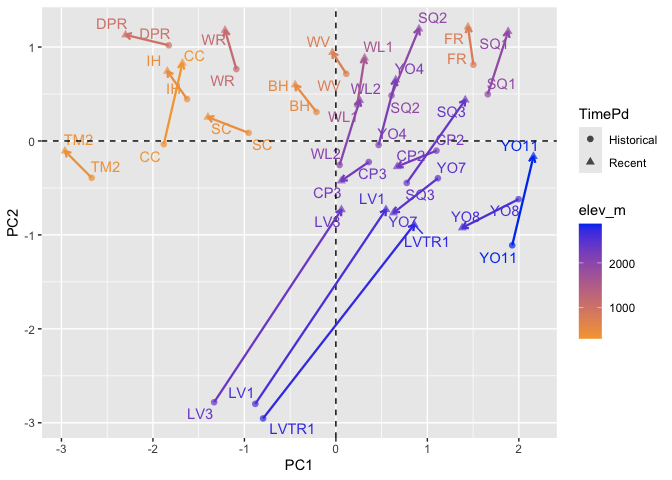 DPR
DPR
WR
WR
IH
IH
CC
CC
SC
SC
TM2
TM2
BH
BH
WV
WV
WL1
WL1
WL2
WL2
YO4
YO4
SQ2
SQ2
FR
FR
SQ1
SQ1
SQ3
SQ3
CP2
CP2
CP3
CP3
YO7
YO7
YO8
YO8
YO11
YO11
LV1
LV1
LV3
LV3
LVTR1
LVTR1
1
0
-1
-2
-3
-3
-2
-1
0
1
2
PC1
PC2
TimePd
Historical
Recent
elev_m
2000
1000